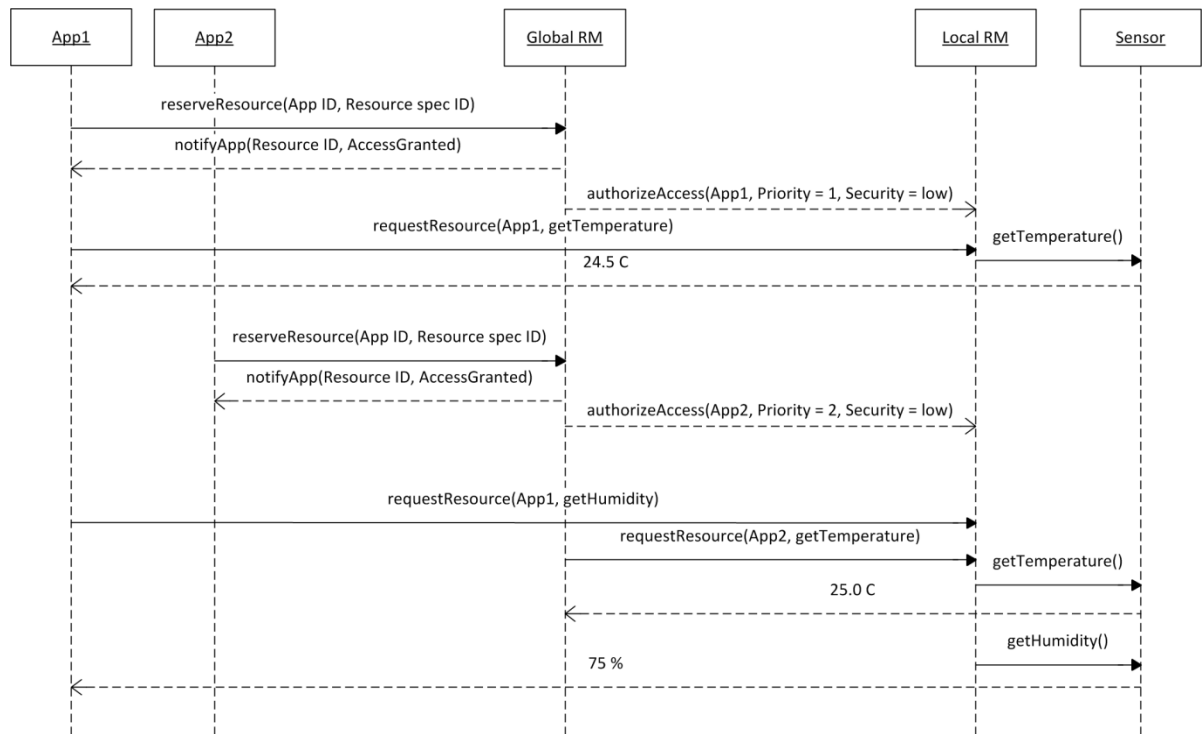 App1
App2
Global RM
Local RM
Sensor
reserveResource(App ID, Resource spec ID)
notifyApp(Resource ID, AccessGranted)
authorizeAccess(App1, Priority = 1, Security = low)
requestResource(App1, getTemperature)
getTemperature()
24.5 C
reserveResource(App ID, Resource spec ID)
notifyApp(Resource ID, AccessGranted)
authorizeAccess(App2, Priority = 2, Security = low)
requestResource(App1, getHumidity)
requestResource(App2, getTemperature)
getTemperature()
25.0 C
getHumidity()
75 %